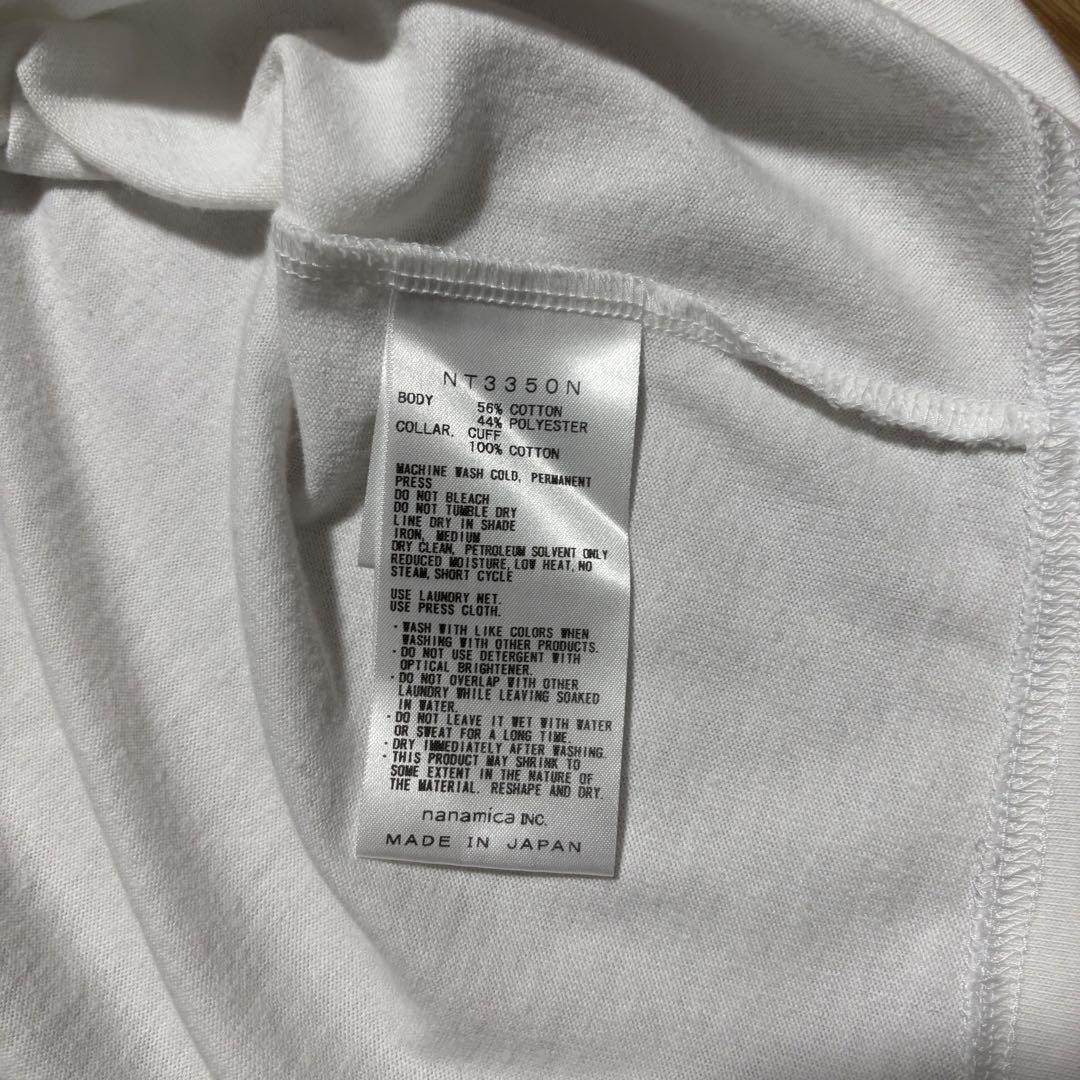 NT3350N
BODY 56% COTTON
44% POLYESTER
COLLAR, CUFF
100% COTTON
MACHINE WASH COLD, PERMANENT
PRESS
DO NOT BLEACH
DO NOT TUMBLE DRY
LINE DRY IN SHADE
IRON, MEDIUM
DRY CLEAN, PETROLEUM SOLVENT ONLY
REDUCED MOISTURE, LOW HEAT, NO
STEAM, SHORT CYCLE
USE LAUNDRY NET.
USE PRESS CLOTH.
・WASH WITH LIKE COLORS WHEN
WASHING WITH OTHER PRODUCTS.
・DO NOT USE DETERGENT WITH
OPTICAL BRIGHTENER.
・DO NOT OVERLAP WITH OTHER
LAUNDRY WHILE LEAVING SOAKED
IN WATER.
・DO NOT LEAVE IT WET WITH WATER
OR SWEAT FOR A LONG TIME.
・DRY IMMEDIATELY AFTER WASHING.
・THIS PRODUCT MAY SHRINK TO
SOME EXTENT IN THE NATURE OF
THE MATERIAL. RESHAPE AND DRY.
nanamica INC.
MADE IN JAPAN